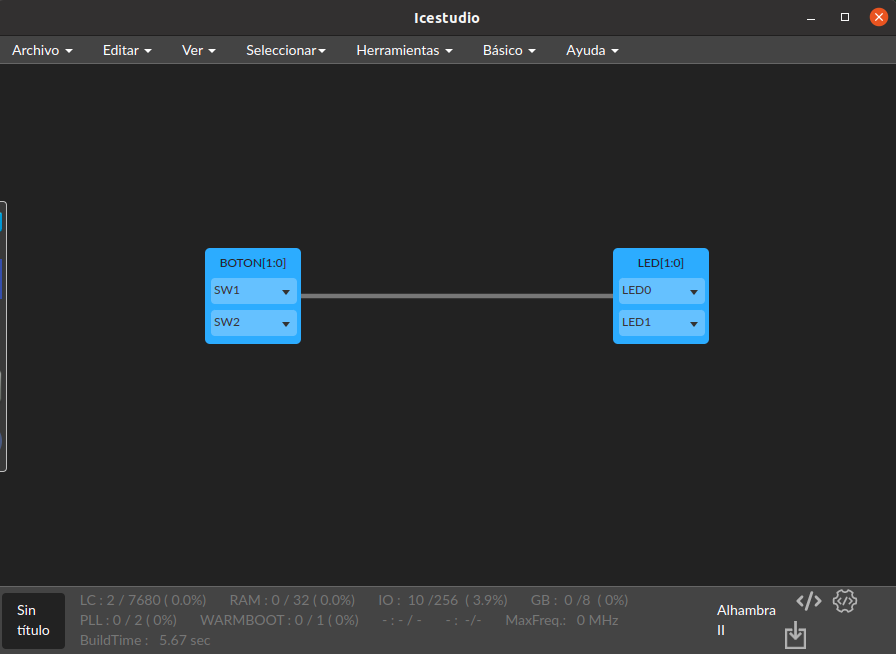 Icestudio
Archivo Editar Ver Seleccionar Herramientas Básico Ayuda
BOTON[1:0] LED[1:0]
SW1 LED0
SW2 LED1
Sin título
LC : 2 / 7680 ( 0.0%) RAM : 0 / 32 ( 0.0%) IO : 10 /256 ( 3.9%) GB : 0 /8 ( 0%)
PLL : 0 / 2 ( 0%) WARMBOOT : 0 / 1 ( 0%) - : - / - - : -/- MaxFreq.: 0 MHz
BuildTime : 5.67 sec
Alhambra II